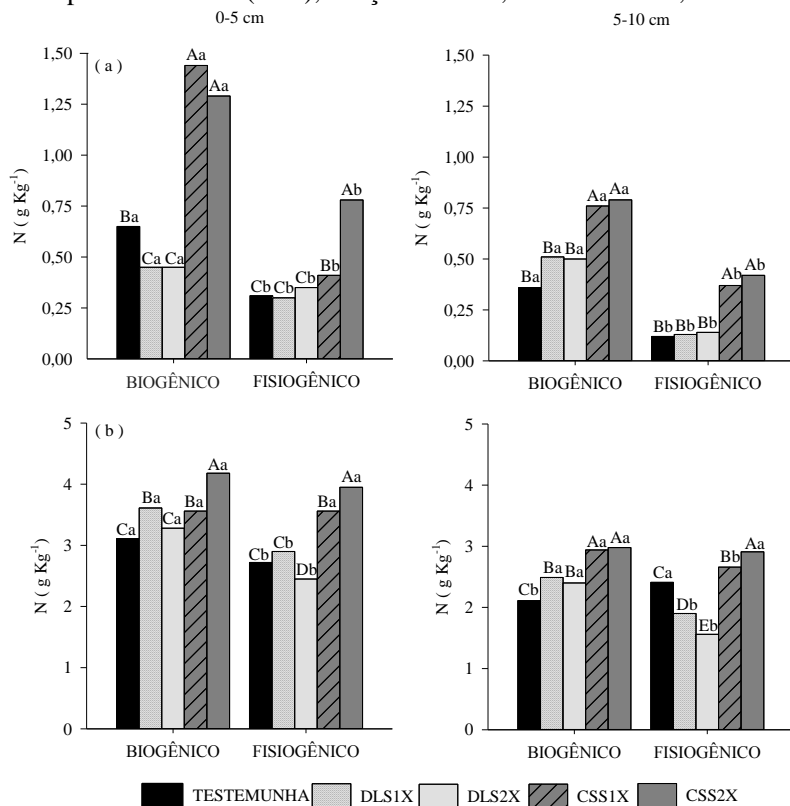 0-5 cm
5-10 cm
( a )
N ( g Kg-1)
1,50
1,25
1,00
0,75
0,50
0,25
0,00
Ba
Ca Ca
Aa
Aa
Cb Cb
Cb
Bb
Ab
BIOGÊNICO FISIOGÊNICO
N ( g Kg-1)
1,50
1,25
1,00
0,75
0,50
0,25
0,00
Ba
Ba Ba
Aa Aa
Bb Bb Bb
Ab
Ab
BIOGÊNICO FISIOGÊNICO
( b )
N ( g Kg-1)
5
4
3
2
1
0
Ca
Ba
Ca
Ba
Aa
Cb
Cb
Db
Ba
Aa
BIOGÊNICO FISIOGÊNICO
N ( g Kg-1)
5
4
3
2
1
0
Cb
Ba Ba
Aa Aa
Ca
Db
Eb
Bb
Aa
BIOGÊNICO FISIOGÊNICO
TESTEMUNHA DLS1X DLS2X CSS1X CSS2X